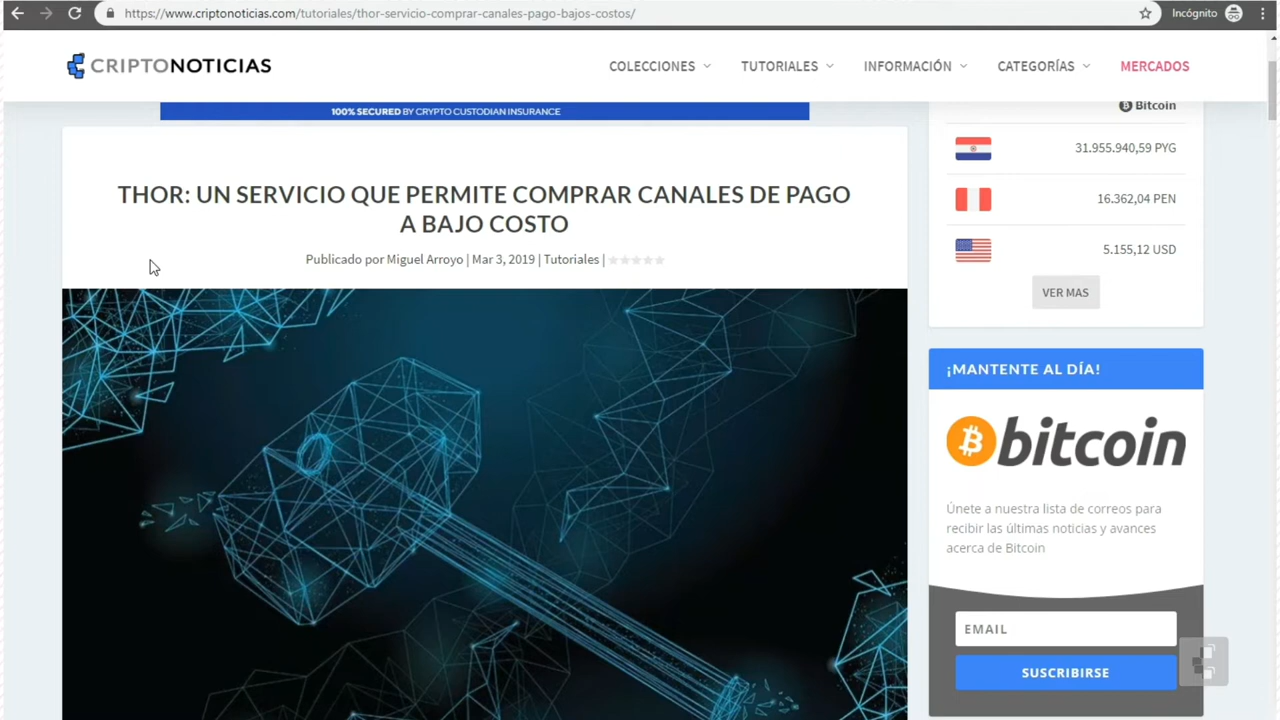 https://www.criptonoticias.com/tutoriales/thor-servicio-comprar-canales-pago-bajos-costos/
Incógnito
CRIPTONOTICIAS
COLECCIONES
TUTORIALES
INFORMACIÓN
CATEGORÍAS
MERCADOS
100% SECURED BY CRYPTO CUSTODIAN INSURANCE
THOR: UN SERVICIO QUE PERMITE COMPRAR CANALES DE PAGO
A BAJO COSTO
Publicado por Miguel Arroyo | Mar 3, 2019 | Tutoriales |
Bitcoin
31.955.940,59 PYG
16.362,04 PEN
5.155,12 USD
VER MAS
¡MANTENTE AL DÍA!
bitcoin
Únete a nuestra lista de correos para
recibir las últimas noticias y avances
acerca de Bitcoin
EMAIL
SUSCRIBIRSE